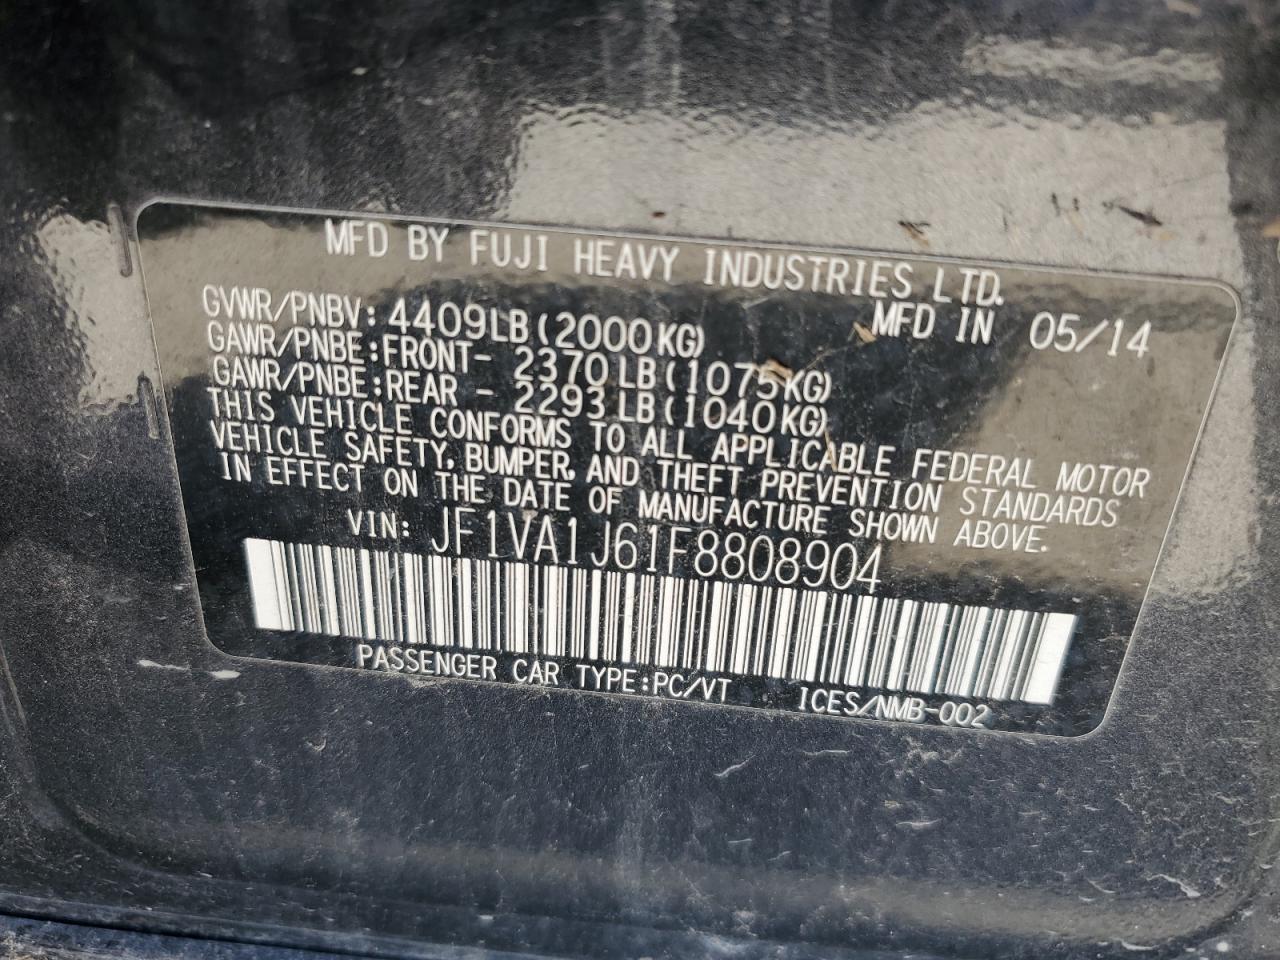 MFD BY FUJI HEAVY INDUSTRIES LTD.
GVWR/PNBV: 4409LB(2000KG) MFD IN 05/14
GAWR/PNBE:FRONT- 2370LB(1075KG)
GAWR/PNBE:REAR - 2293LB(1040KG)
THIS VEHICLE CONFORMS TO ALL APPLICABLE FEDERAL MOTOR
VEHICLE SAFETY, BUMPER, AND THEFT PREVENTION STANDARDS
IN EFFECT ON THE DATE OF MANUFACTURE SHOWN ABOVE.
VIN: JF1VA1J61F8808904
PASSENGER CAR TYPE:PC/VT ICES/NMB-002